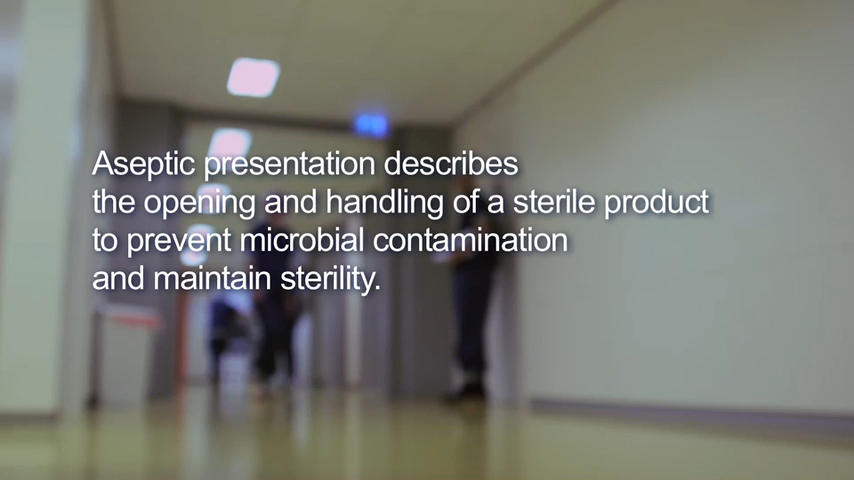 Aseptic presentation describes
the opening and handling of a sterile product
to prevent microbial contamination
and maintain sterility.